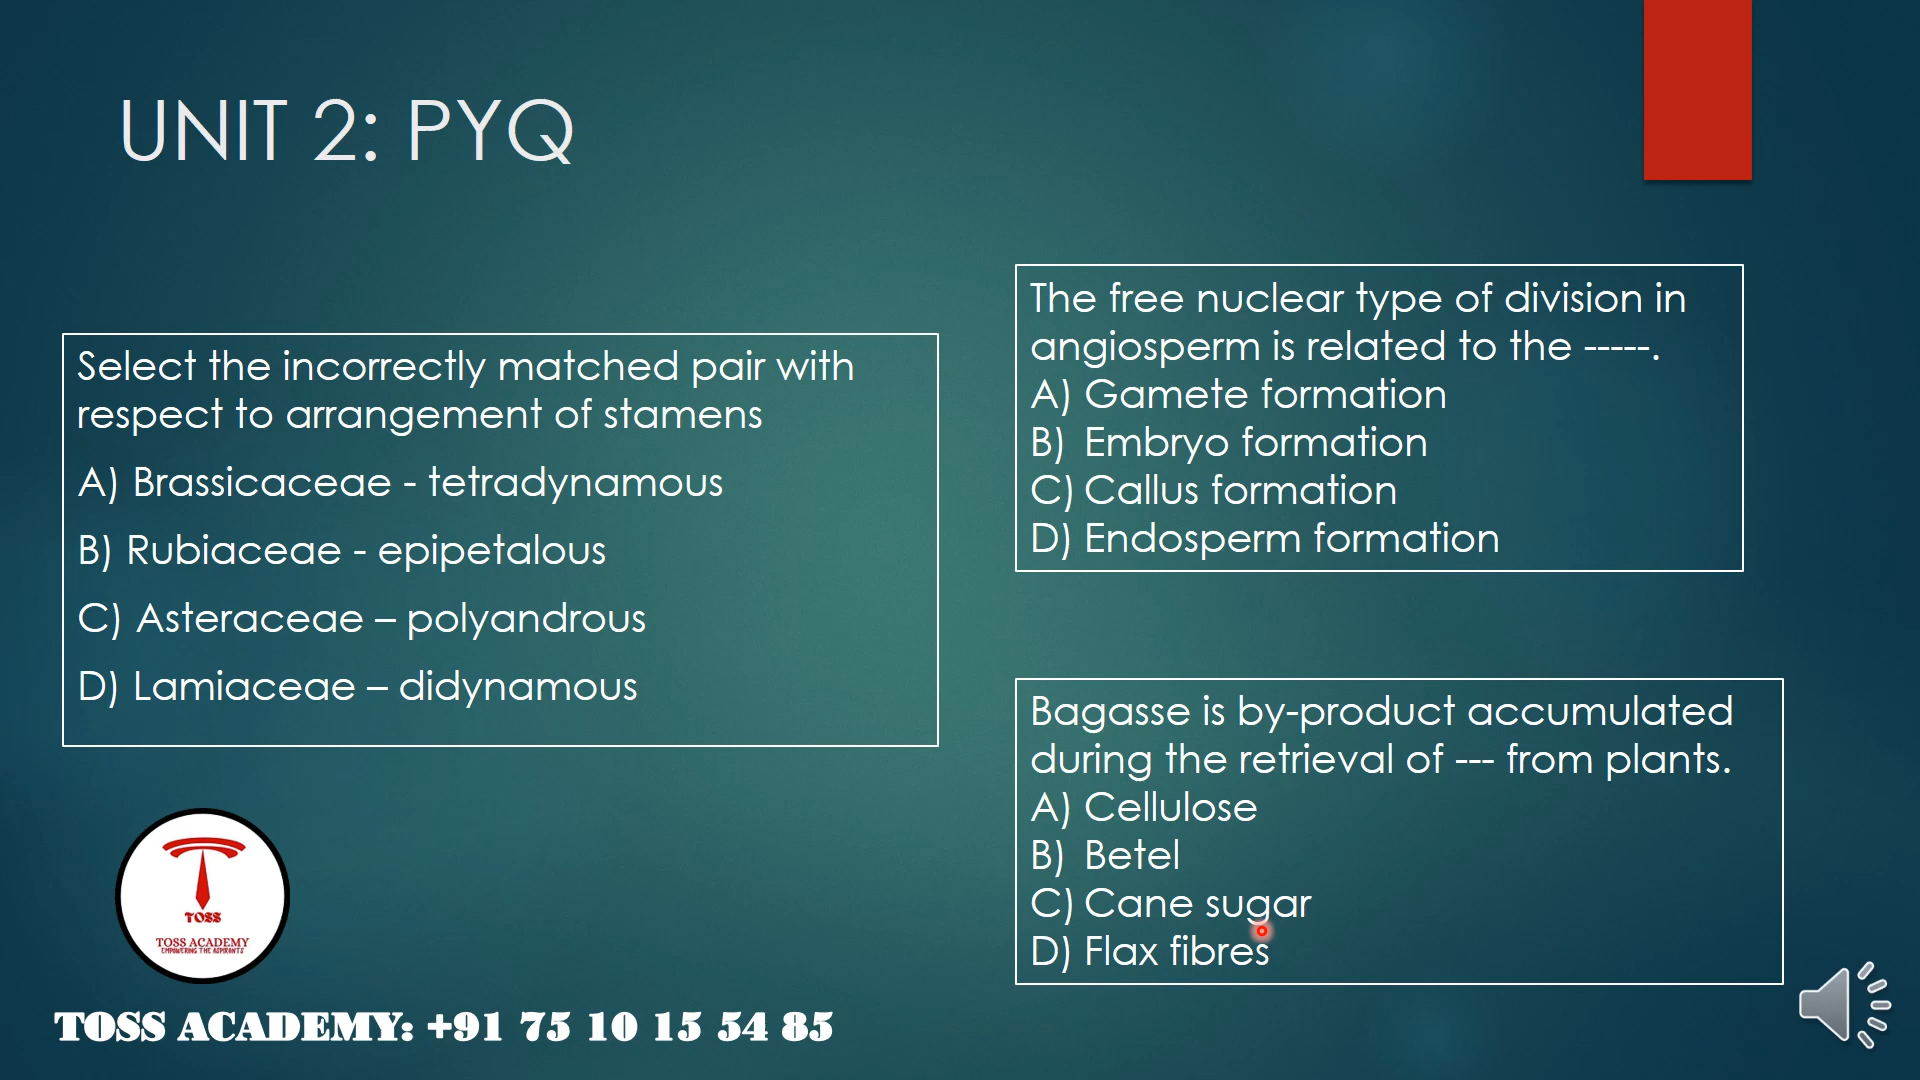 UNIT 2: PYQ
Select the incorrectly matched pair with
respect to arrangement of stamens
A) Brassicaceae - tetradynamous
B) Rubiaceae - epipetalous
C) Asteraceae – polyandrous
D) Lamiaceae – didynamous
The free nuclear type of division in
angiosperm is related to the -----.
A) Gamete formation
B) Embryo formation
C) Callus formation
D) Endosperm formation
Bagasse is by-product accumulated
during the retrieval of --- from plants.
A) Cellulose
B) Betel
C) Cane sugar
D) Flax fibres
TOSS
TOSS ACADEMY
EMPOWERING THE ASPIRANTS
TOSS ACADEMY: +91 75 10 15 54 85